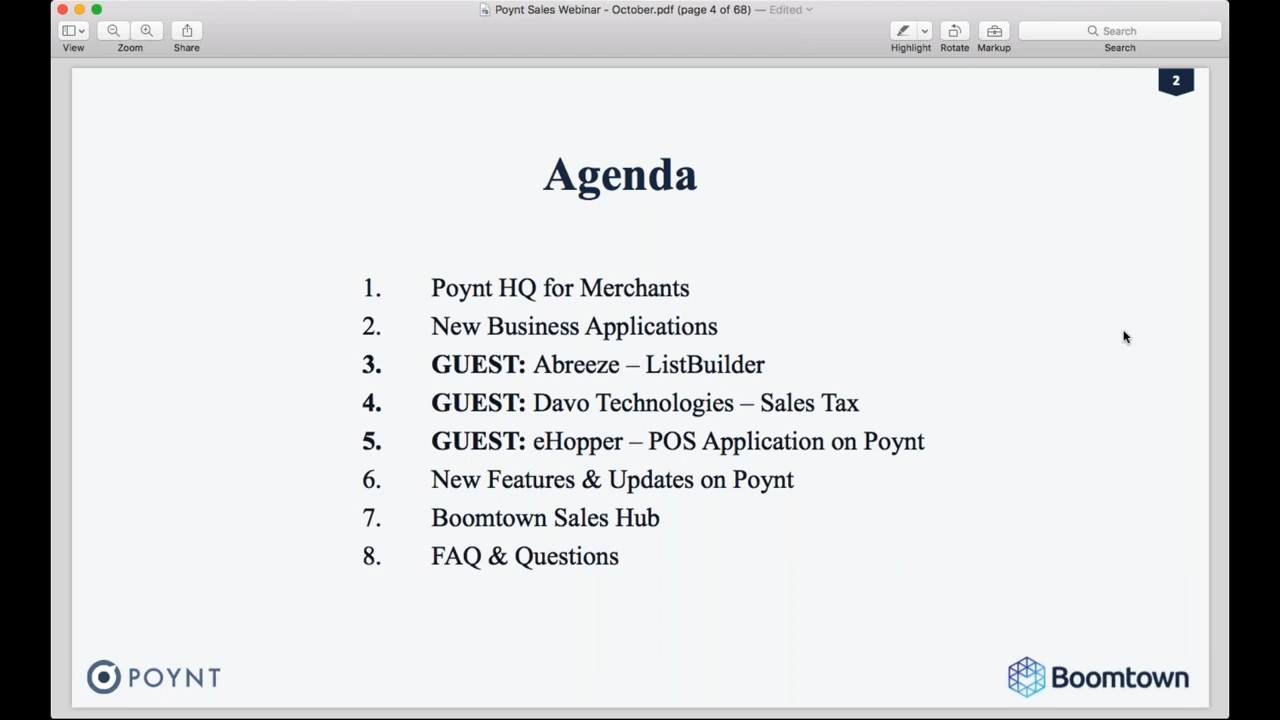 Poynt Sales Webinar - October.pdf (page 4 of 68) — Edited
View Zoom Share Highlight Rotate Markup Search
Search
2
Agenda
1. Poynt HQ for Merchants
2. New Business Applications
3. GUEST: Abreeze – ListBuilder
4. GUEST: Davo Technologies – Sales Tax
5. GUEST: eHopper – POS Application on Poynt
6. New Features & Updates on Poynt
7. Boomtown Sales Hub
8. FAQ & Questions
POYNT
Boomtown